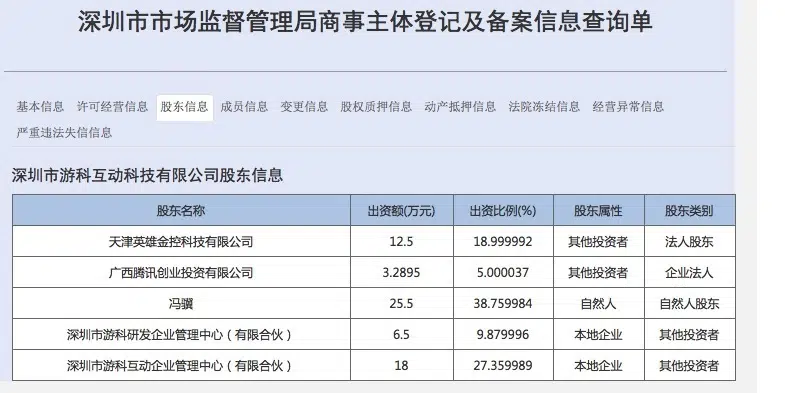 深圳市市场监督管理局商事主体登记及备案信息查询单
基本信息 许可经营信息 股东信息 成员信息 变更信息 股权质押信息 动产抵押信息 法院冻结信息 经营异常信息
严重违法失信信息
深圳市游科互动科技有限公司股东信息
股东名称 出资额(万元) 出资比例(%) 股东属性 股东类别
天津英雄金控科技有限公司 12.5 18.999992 其他投资者 法人股东
广西腾讯创业投资有限公司 3.2895 5.000037 其他投资者 企业法人
冯骥 25.5 38.759984 自然人 自然人股东
深圳市游科研发企业管理中心（有限合伙） 6.5 9.879996 本地企业 其他投资者
深圳市游科互动企业管理中心（有限合伙） 18 27.359989 本地企业 其他投资者